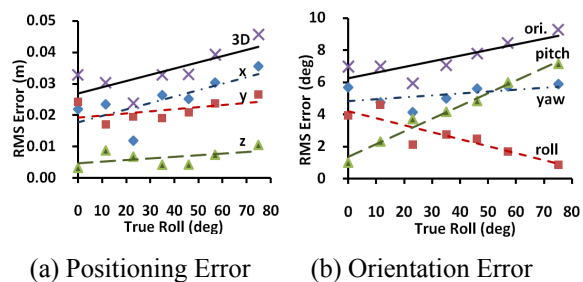 0.05
0.04
0.03
0.02
0.01
0.00
RMS Error (m)
3D
x
y
z
0 10 20 30 40 50 60 70 80
True Roll (deg)
(a) Positioning Error
10
8
6
4
2
0
RMS Error (deg)
ori.
pitch
yaw
roll
0 10 20 30 40 50 60 70 80
True Roll (deg)
(b) Orientation Error